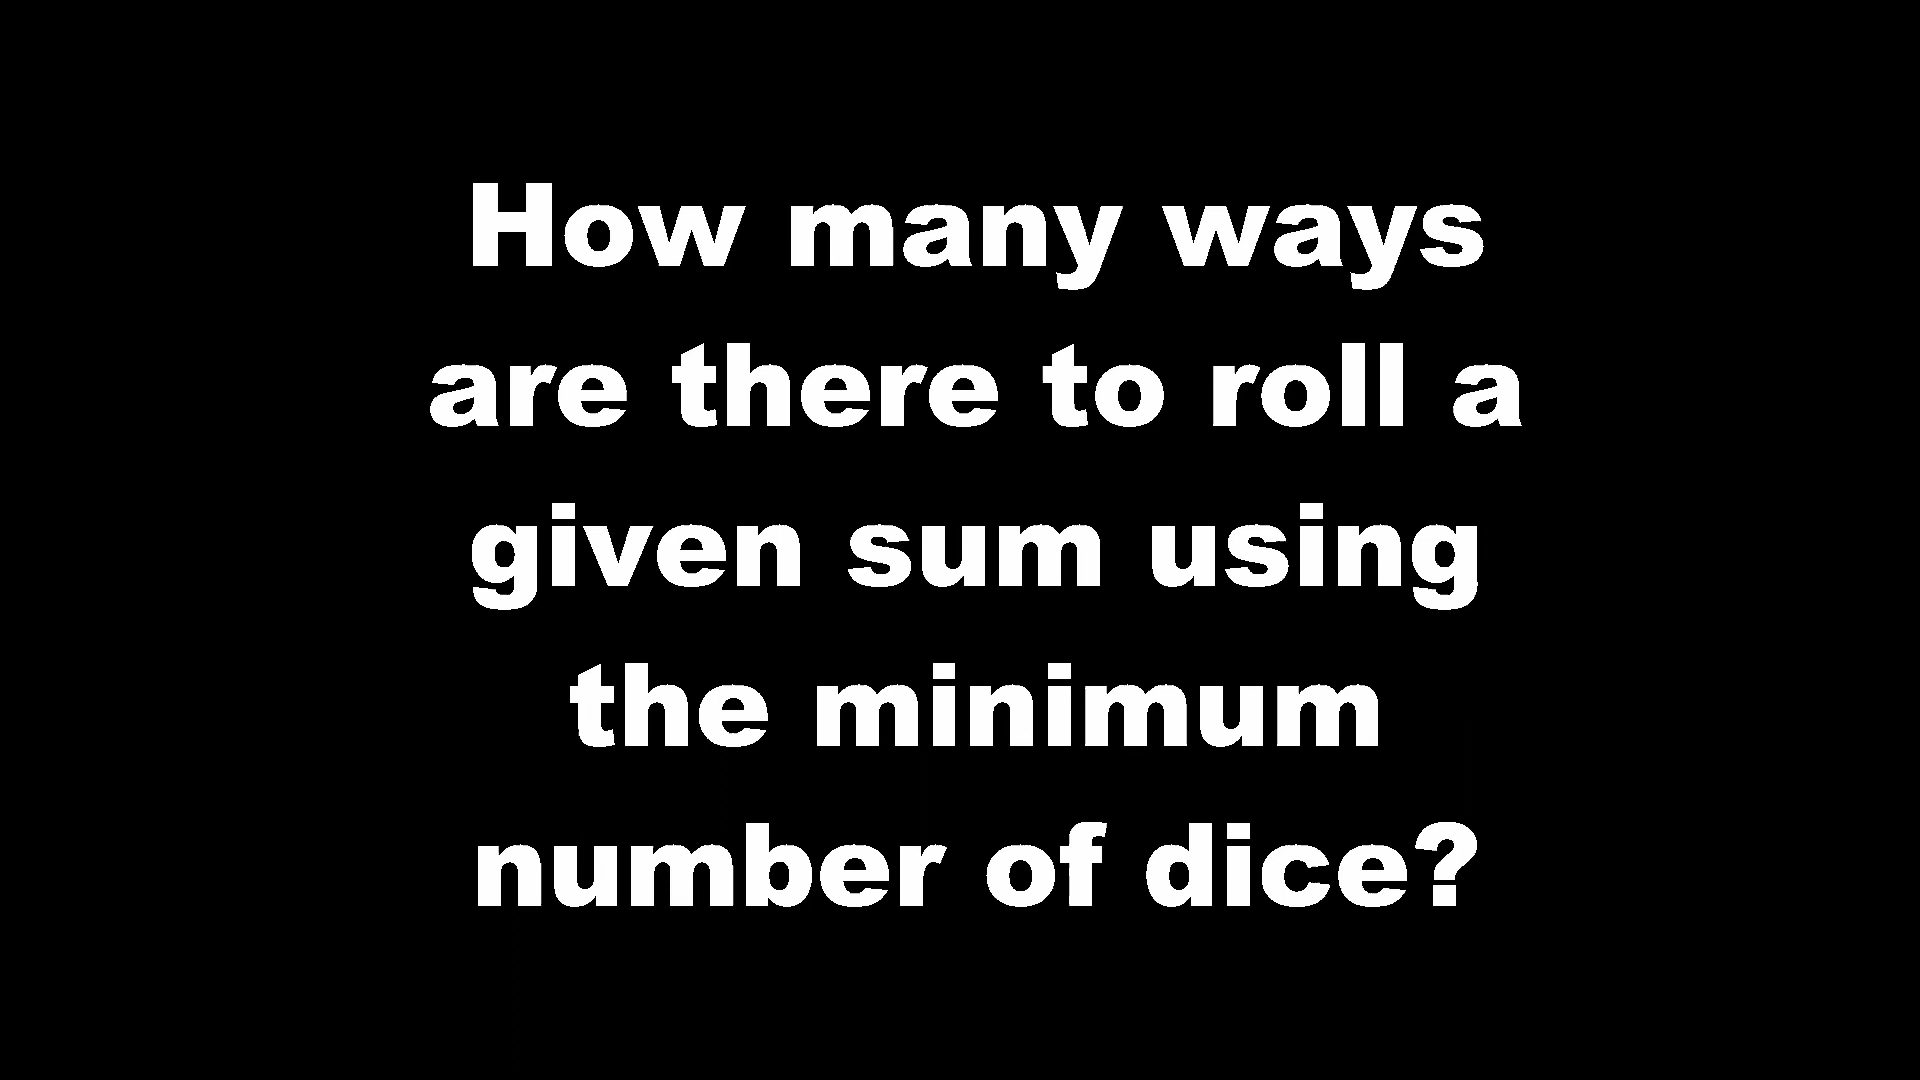 How many ways
are there to roll a
given sum using
the minimum
number of dice?